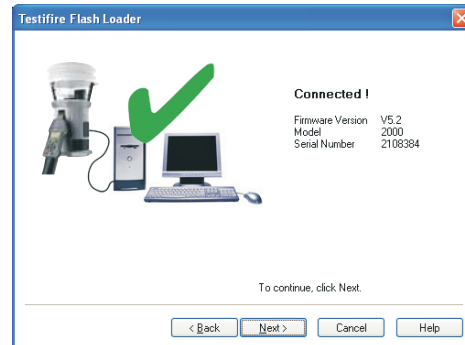 Testifire Flash Loader
Connected !
Firmware Version V5.2
Model 2000
Serial Number 2108384
To continue, click Next.
< Back Next > Cancel Help